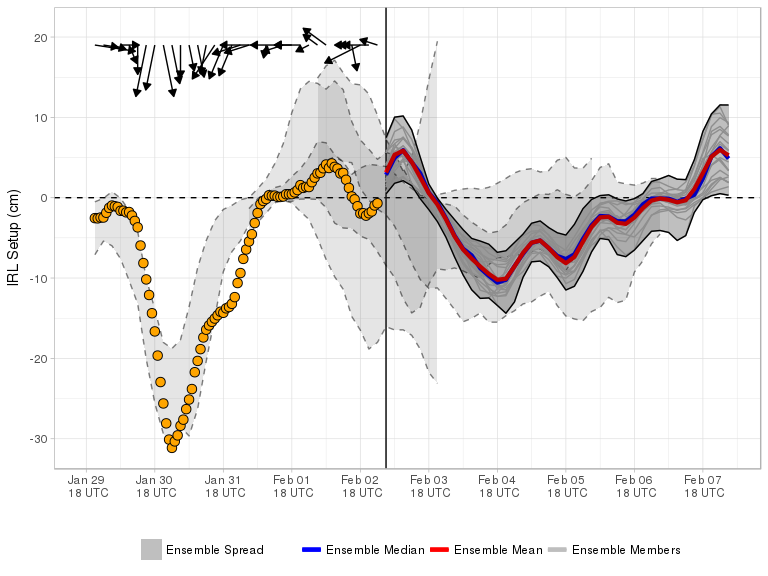 IRL Setup (cm)
20
10
0
-10
-20
-30
Jan 29 Jan 30 Jan 31 Feb 01 Feb 02 Feb 03 Feb 04 Feb 05 Feb 06 Feb 07
18 UTC 18 UTC 18 UTC 18 UTC 18 UTC 18 UTC 18 UTC 18 UTC 18 UTC 18 UTC
Ensemble Spread Ensemble Median Ensemble Mean Ensemble Members